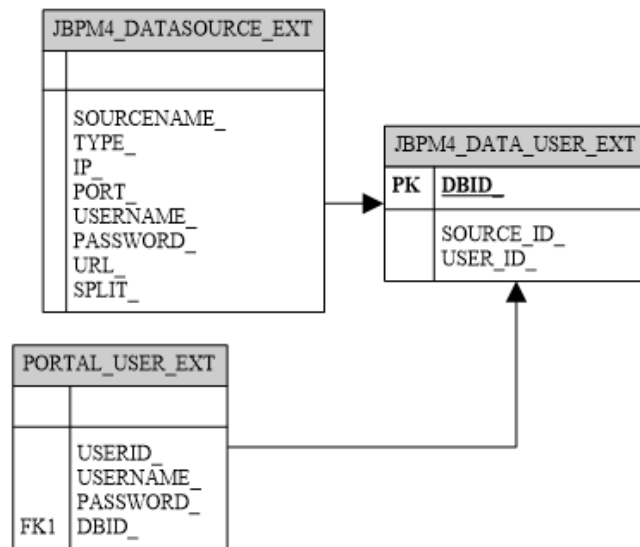 JBPM4_DATASOURCE_EXT
SOURCENAME_
TYPE_
IP_
PORT_
USERNAME_
PASSWORD_
URL_
SPLIT_
JBPM4_DATA_USER_EXT
PK DBID_
SOURCE_ID_
USER_ID_
PORTAL_USER_EXT
USERID_
USERNAME_
PASSWORD_
FK1 DBID_